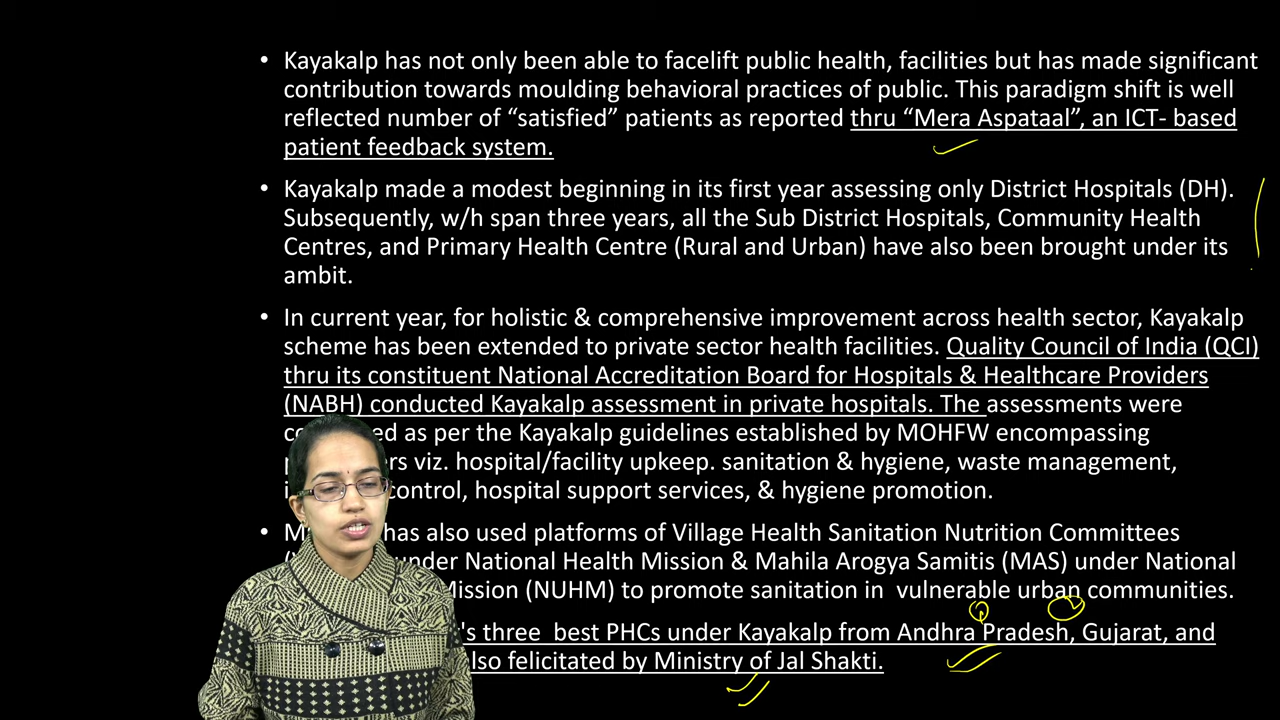 • Kayakalp has not only been able to facelift public health, facilities but has made significant
contribution towards moulding behavioral practices of public. This paradigm shift is well
reflected number of “satisfied” patients as reported thru “Mera Aspataal”, an ICT- based
patient feedback system.
• Kayakalp made a modest beginning in its first year assessing only District Hospitals (DH).
Subsequently, w/h span three years, all the Sub District Hospitals, Community Health
Centres, and Primary Health Centre (Rural and Urban) have also been brought under its
ambit.
• In current year, for holistic & comprehensive improvement across health sector, Kayakalp
scheme has been extended to private sector health facilities. Quality Council of India (QCI)
thru its constituent National Accreditation Board for Hospitals & Healthcare Providers
(NABH) conducted Kayakalp assessment in private hospitals. The assessments were
as per the Kayakalp guidelines established by MOHFW encompassing
viz. hospital/facility upkeep. sanitation & hygiene, waste management,
control, hospital support services, & hygiene promotion.
• has also used platforms of Village Health Sanitation Nutrition Committees
under National Health Mission & Mahila Arogya Samitis (MAS) under National
Mission (NUHM) to promote sanitation in vulnerable urban communities.
's three best PHCs under Kayakalp from Andhra Pradesh, Gujarat, and
felicitated by Ministry of Jal Shakti.